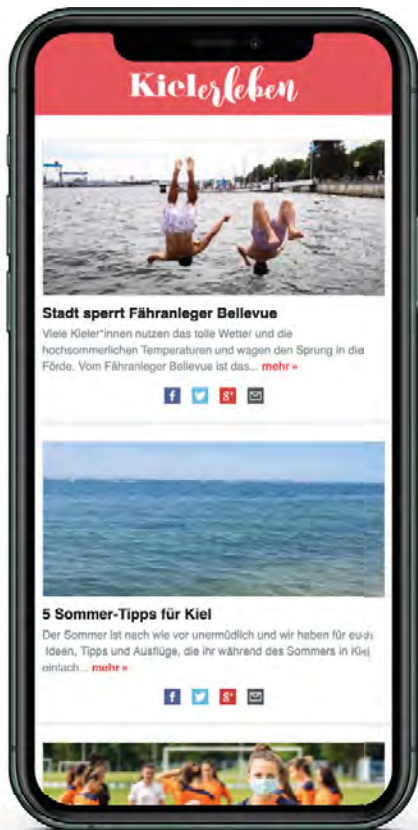 Kielerleben
Stadt sperrt Fähranleger Bellevue
Viele Kieler*innen nutzen das tolle Wetter und die
hochsommerlichen Temperaturen und wagen den Sprung in die
Förde. Vom Fähranleger Bellevue ist das... mehr »
f g+
5 Sommer-Tipps für Kiel
Der Sommer ist nach wie vor unermüdlich und wir haben für euch
Ideen, Tipps und Ausflüge, die ihr während des Sommers in Kiel
einfach... mehr »
f g+